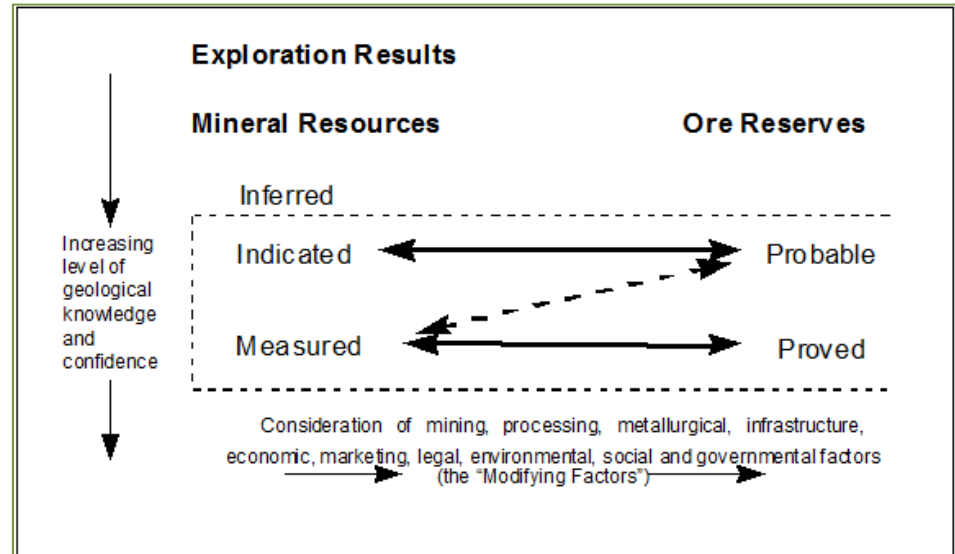 Exploration Results
Mineral Resources
Ore Reserves
Inferred
Increasing
level of
geological
knowledge
and
confidence
Indicated
Probable
Measured
Proved
Consideration of mining, processing, metallurgical, infrastructure,
economic, marketing, legal, environmental, social and governmental factors
(the “Modifying Factors”)